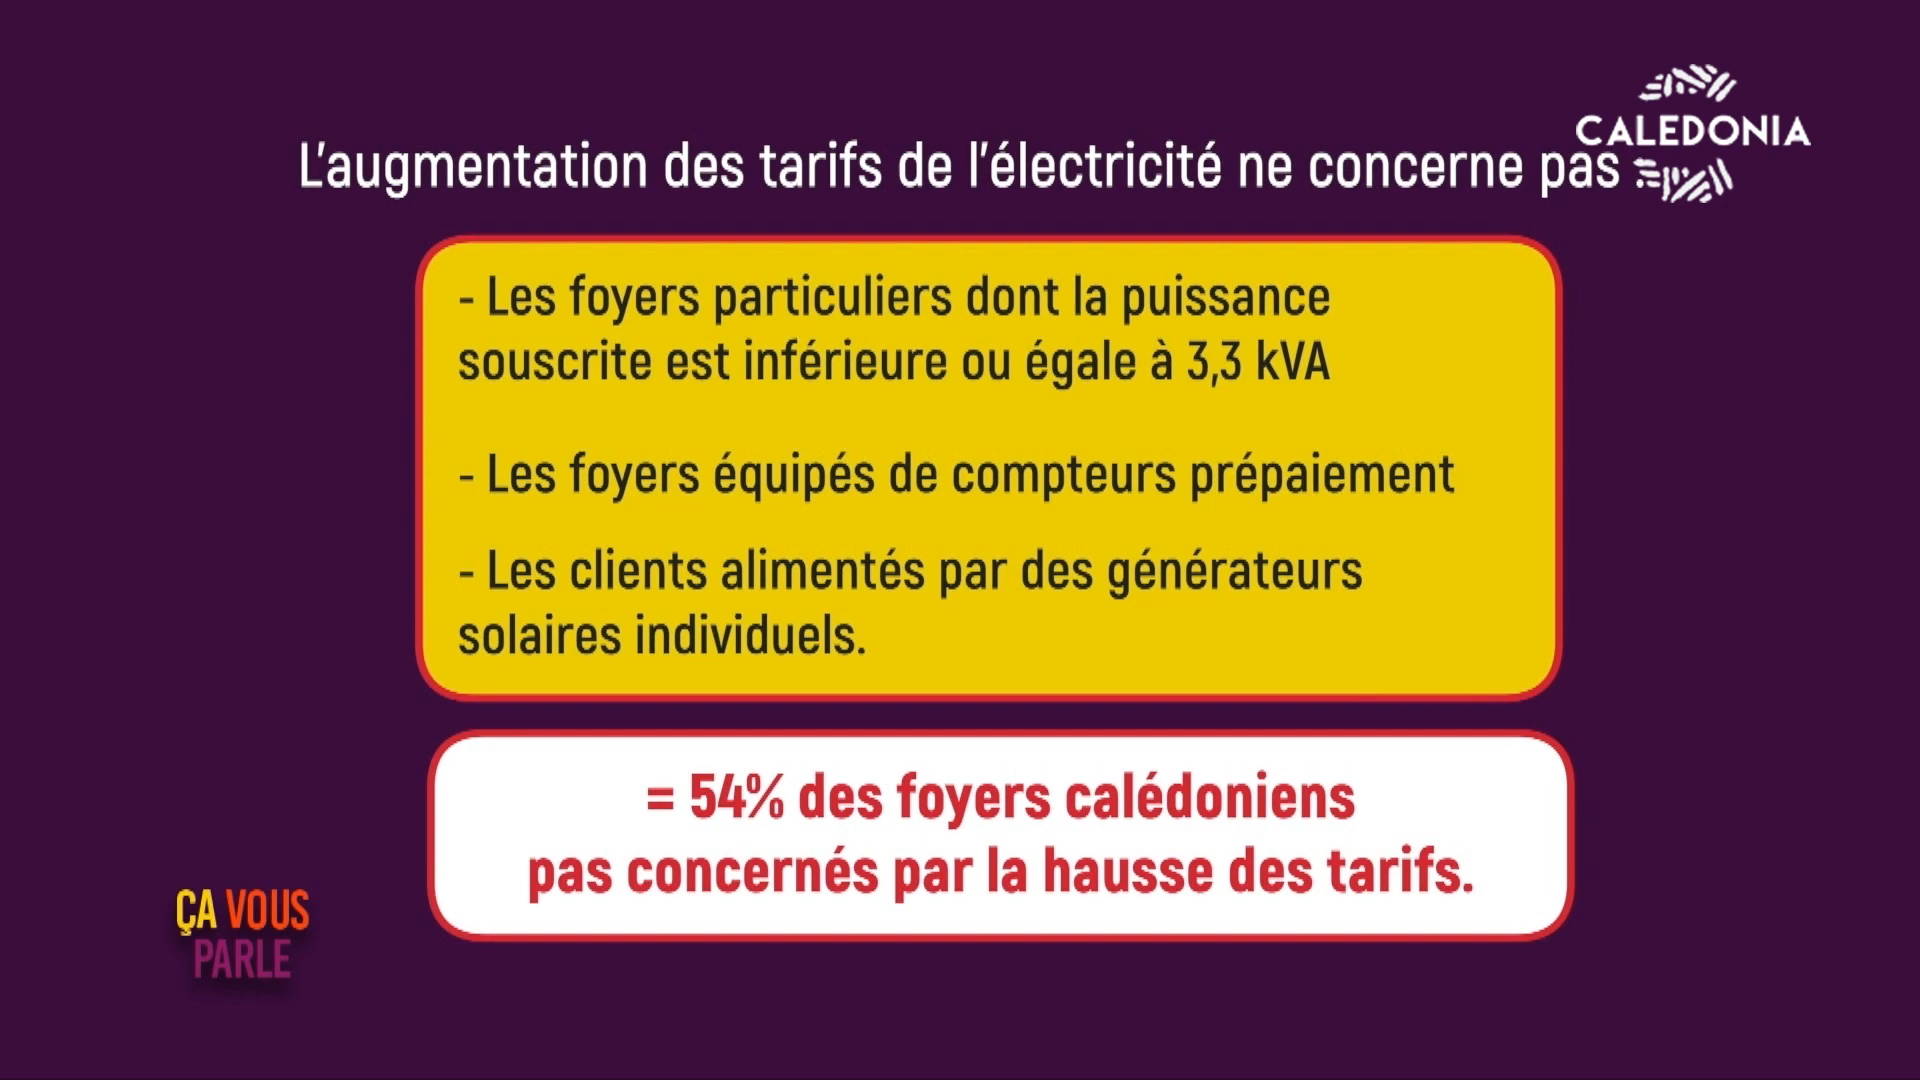 CALEDONIA
L'augmentation des tarifs de l'électricité ne concerne pas :
- Les foyers particuliers dont la puissance
souscrite est inférieure ou égale à 3,3 kVA
- Les foyers équipés de compteurs prépaiement
- Les clients alimentés par des générateurs
solaires individuels.
= 54% des foyers calédoniens
pas concernés par la hausse des tarifs.
ÇA VOUS
PARLE